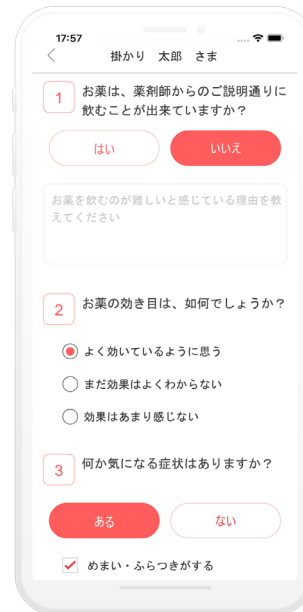 17:57
掛かり　太郎　さま
1
お薬は、薬剤師からのご説明通りに
飲むことが出来ていますか？
はい
いいえ
お薬を飲むのが難しいと感じている理由を教
えてください
2
お薬の効き目は、如何でしょうか？
よく効いているように思う
まだ効果はよくわからない
効果はあまり感じない
3
何か気になる症状はありますか？
ある
ない
めまい・ふらつきがする